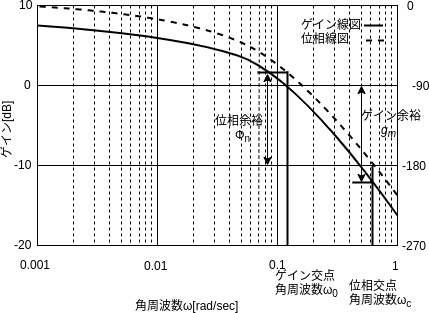 10
0
ゲイン線図
位相線図
0
-90
ゲイン[dB]
位相余裕
Φn
ゲイン余裕
gm
-10
-180
-20
-270
0.001
0.01
0.1
1
ゲイン交点
角周波数ω0
位相交点
角周波数ωc
角周波数ω[rad/sec]